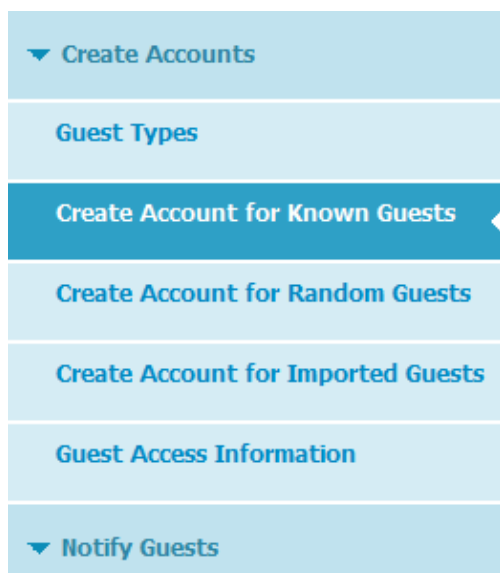 Create Accounts
Guest Types
Create Account for Known Guests
Create Account for Random Guests
Create Account for Imported Guests
Guest Access Information
Notify Guests